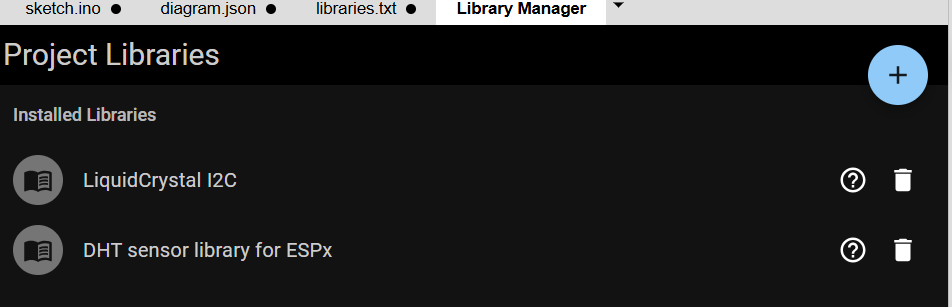 sketch.ino ● diagram.json ● libraries.txt ● Library Manager
Project Libraries
+
Installed Libraries
LiquidCrystal I2C ?
DHT sensor library for ESPx ?